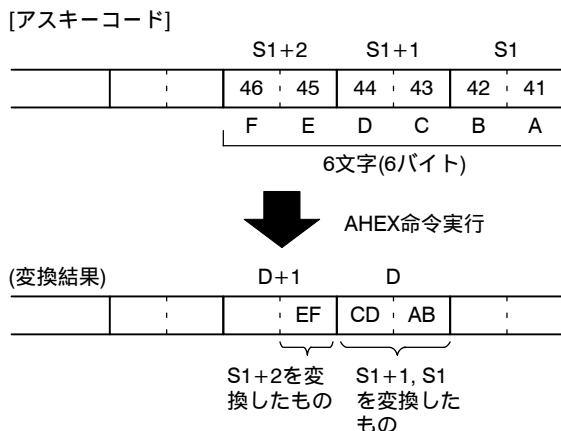 [アスキーコード]
S1+2 S1+1 S1
46 45 44 43 42 41
F E D C B A
6文字(6バイト)
AHEX命令実行
(変換結果) D+1 D
EF CD AB
S1+2を変
換したもの
S1+1, S1
を変換した
もの